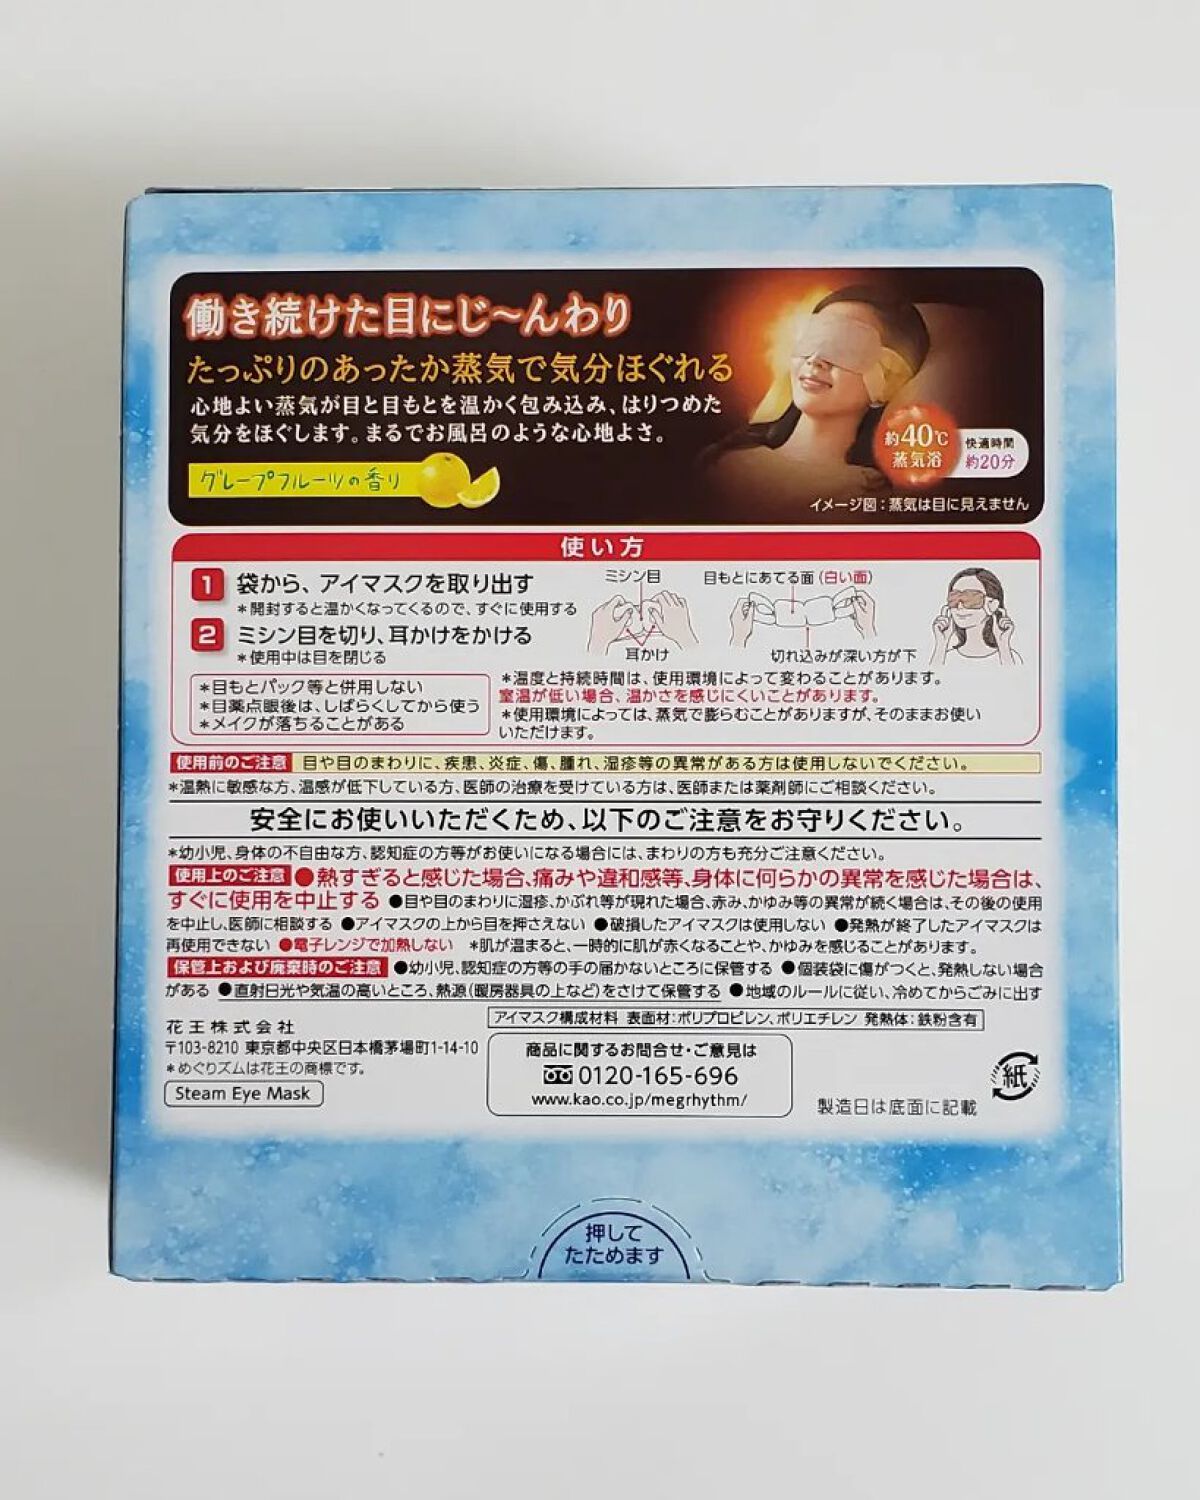 働き続けた目にじ～んわり
たっぷりのあったか蒸気で気分ほぐれる
心地よい蒸気が目と目もとを温かく包み込み、はりつめた
気分をほぐします。まるでお風呂のような心地よさ。
グレープフルーツの香り
約40℃
蒸気浴
快適時間
約20分
イメージ図：蒸気は目に見えません
使い方
1 袋から、アイマスクを取り出す
＊開封すると温かくなってくるので、すぐに使用する
2 ミシン目を切り、耳かけをかける
＊使用中は目を閉じる
ミシン目
耳かけ
目もとにあてる面（白い面）
切れ込みが深い方が下
＊目もとパック等と併用しない
＊目薬点眼後は、しばらくしてから使う
＊メイクが落ちることがある
＊温度と持続時間は、使用環境によって変わることがあります。
室温が低い場合、温かさを感じにくいことがあります。
＊使用環境によっては、蒸気で膨らむことがありますが、そのままお使い
いただけます。
使用前のご注意 目や目のまわりに、疾患、炎症、傷、腫れ、湿疹等の異常がある方は使用しないでください。
＊温熱に敏感な方、温感が低下している方、医師の治療を受けている方は、医師または薬剤師にご相談ください。
安全にお使いいただくため、以下のご注意をお守りください。
＊幼小児、身体の不自由な方、認知症の方等がお使いになる場合には、まわりの方も充分ご注意ください。
使用上のご注意 ●熱すぎると感じた場合、痛みや違和感等、身体に何らかの異常を感じた場合は、
すぐに使用を中止する ●目や目のまわりに湿疹、かぶれ等が現れた場合、赤み、かゆみ等の異常が続く場合は、その後の使用
を中止し、医師に相談する ●アイマスクの上から目を押さえない ●破損したアイマスクは使用しない ●発熱が終了したアイマスクは
再使用できない ●電子レンジで加熱しない ＊肌が温まると、一時的に肌が赤くなることや、かゆみを感じることがあります。
保管上および廃棄時のご注意 ●幼小児、認知症の方等の手の届かないところに保管する ●個装袋に傷がつくと、発熱しない場合
がある ●直射日光や気温の高いところ、熱源（暖房器具の上など）をさけて保管する ●地域のルールに従い、冷めてからごみに出す
アイマスク構成材料 表面材：ポリプロピレン、ポリエチレン 発熱体：鉄粉含有
花王株式会社
〒103-8210 東京都中央区日本橋茅場町1-14-10
＊めぐりズムは花王の商標です。
Steam Eye Mask
商品に関するお問合せ・ご意見は
0120-165-696
www.kao.co.jp/megrhythm/
紙
製造日は底面に記載
押して
たためます